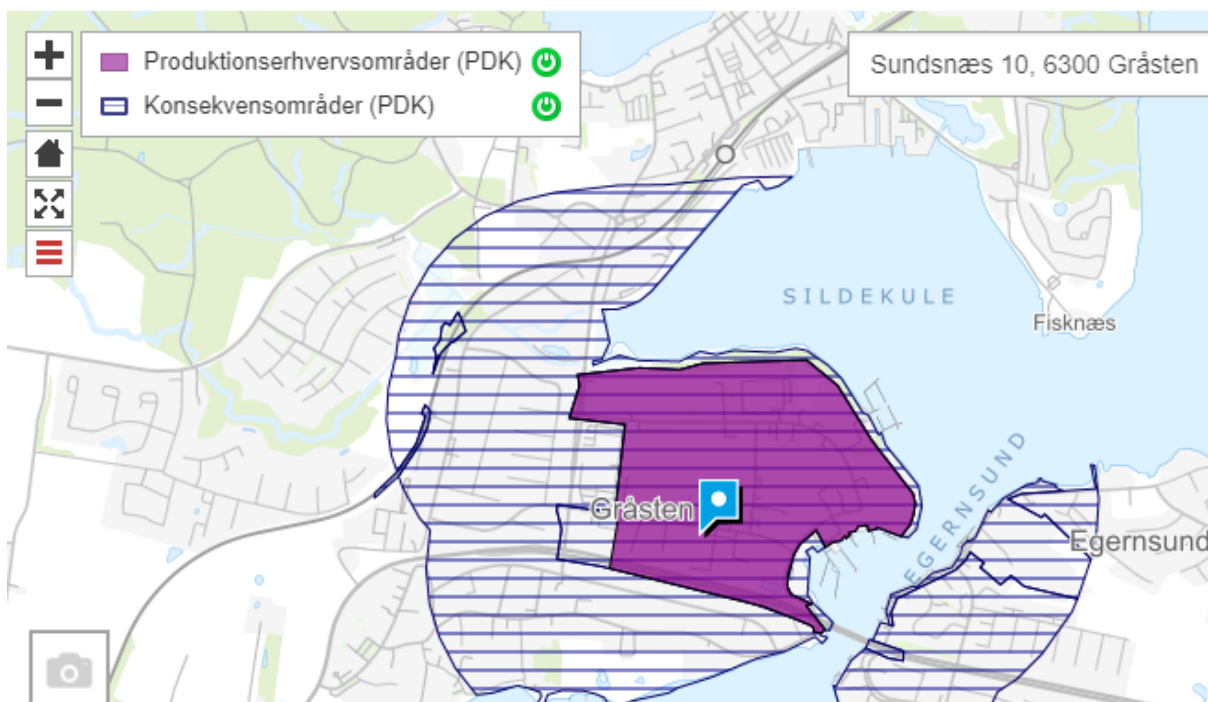 Produktionserhvervsområder (PDK)
Konsekvensområder (PDK)
Sundsnæs 10, 6300 Gråsten
SILDEKULE
Fisknæs
Gråsten
EGERNSUND
Egernsund